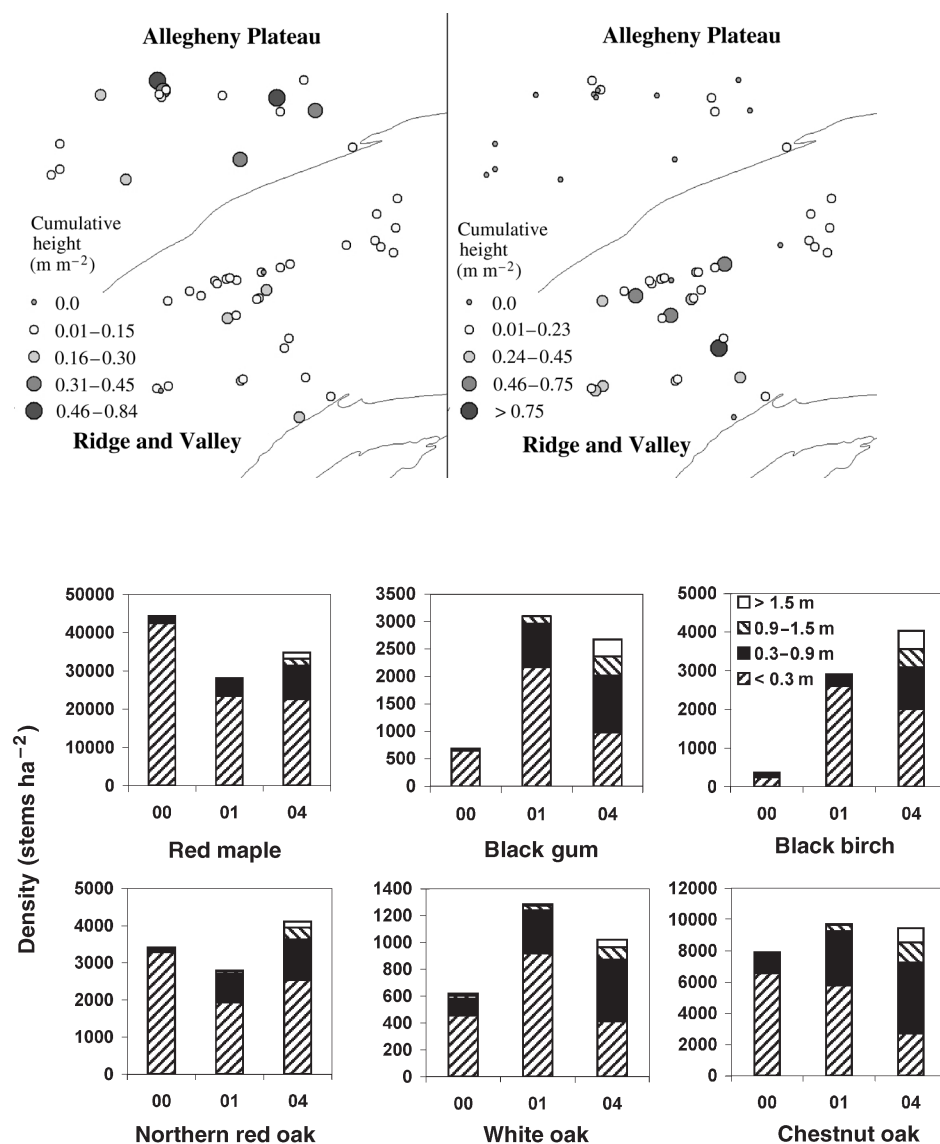 Allegheny Plateau
Cumulative
height
(m m⁻²)
0.0
0.01–0.15
0.16–0.30
0.31–0.45
0.46–0.84
Ridge and Valley
Allegheny Plateau
Cumulative
height
(m m⁻²)
0.0
0.01–0.23
0.24–0.45
0.46–0.75
> 0.75
Ridge and Valley
Density (stems ha⁻²)
50000
40000
30000
20000
10000
0
00 01 04
Red maple
3500
3000
2500
2000
1500
1000
500
0
00 01 04
Black gum
5000
4000
3000
2000
1000
0
> 1.5 m
0.9–1.5 m
0.3–0.9 m
< 0.3 m
00 01 04
Black birch
5000
4000
3000
2000
1000
0
00 01 04
Northern red oak
1400
1200
1000
800
600
400
200
0
00 01 04
White oak
12000
10000
8000
6000
4000
2000
0
00 01 04
Chestnut oak